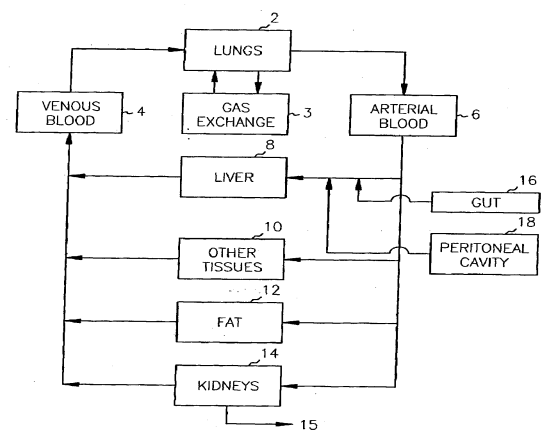 2
LUNGS
VENOUS
BLOOD
4
GAS
EXCHANGE
3
ARTERIAL
BLOOD
6
8
LIVER
16
GUT
18
PERITONEAL
CAVITY
10
OTHER
TISSUES
12
FAT
14
KIDNEYS
15